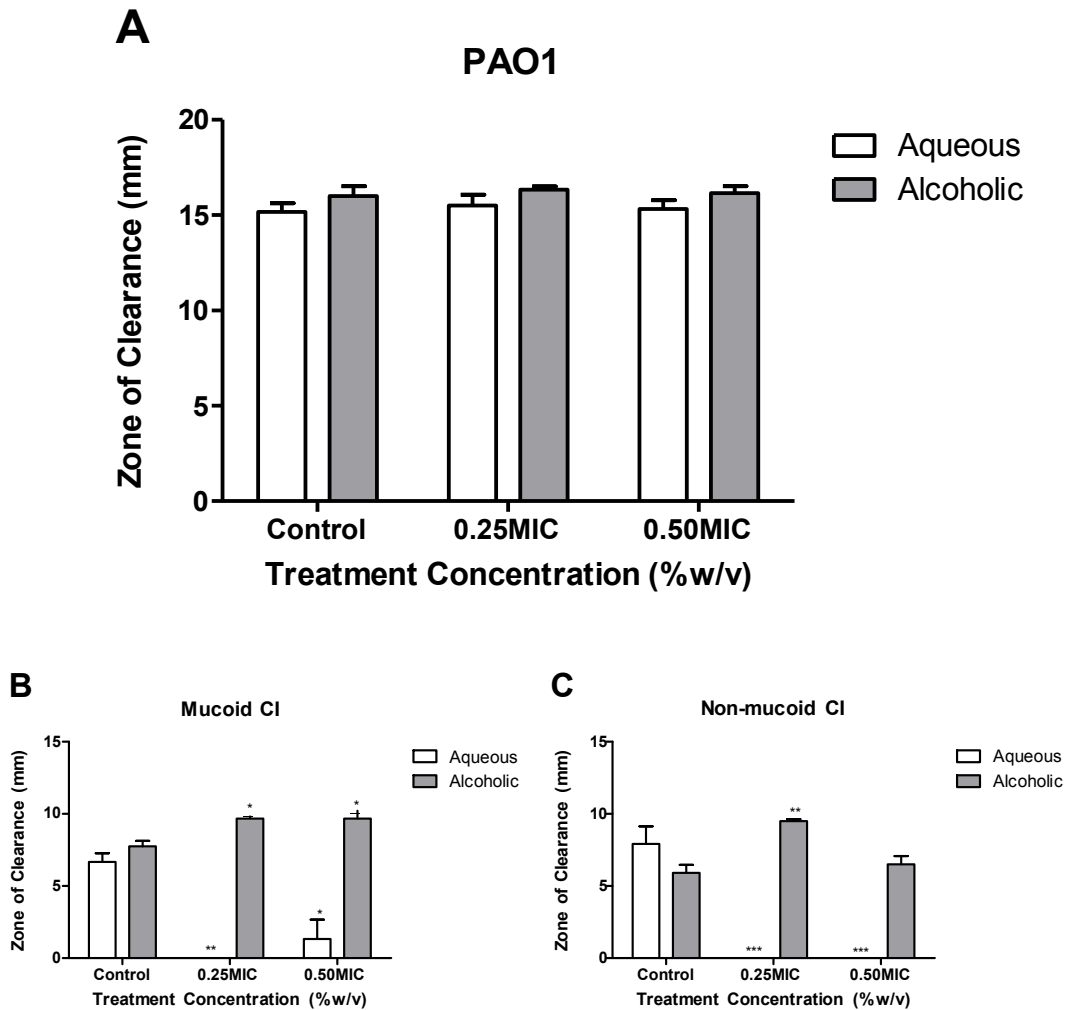 A
PAO1
Zone of Clearance (mm)
20
15
10
5
0
Aqueous
Alcoholic
Control 0.25MIC 0.50MIC
Treatment Concentration (%w/v)
B
Mucoid CI
Zone of Clearance (mm)
15
10
5
0
Aqueous
Alcoholic
* *
** *
Control 0.25MIC 0.50MIC
Treatment Concentration (%w/v)
C
Non-mucoid CI
Zone of Clearance (mm)
15
10
5
0
Aqueous
Alcoholic
**
*** ***
Control 0.25MIC 0.50MIC
Treatment Concentration (%w/v)